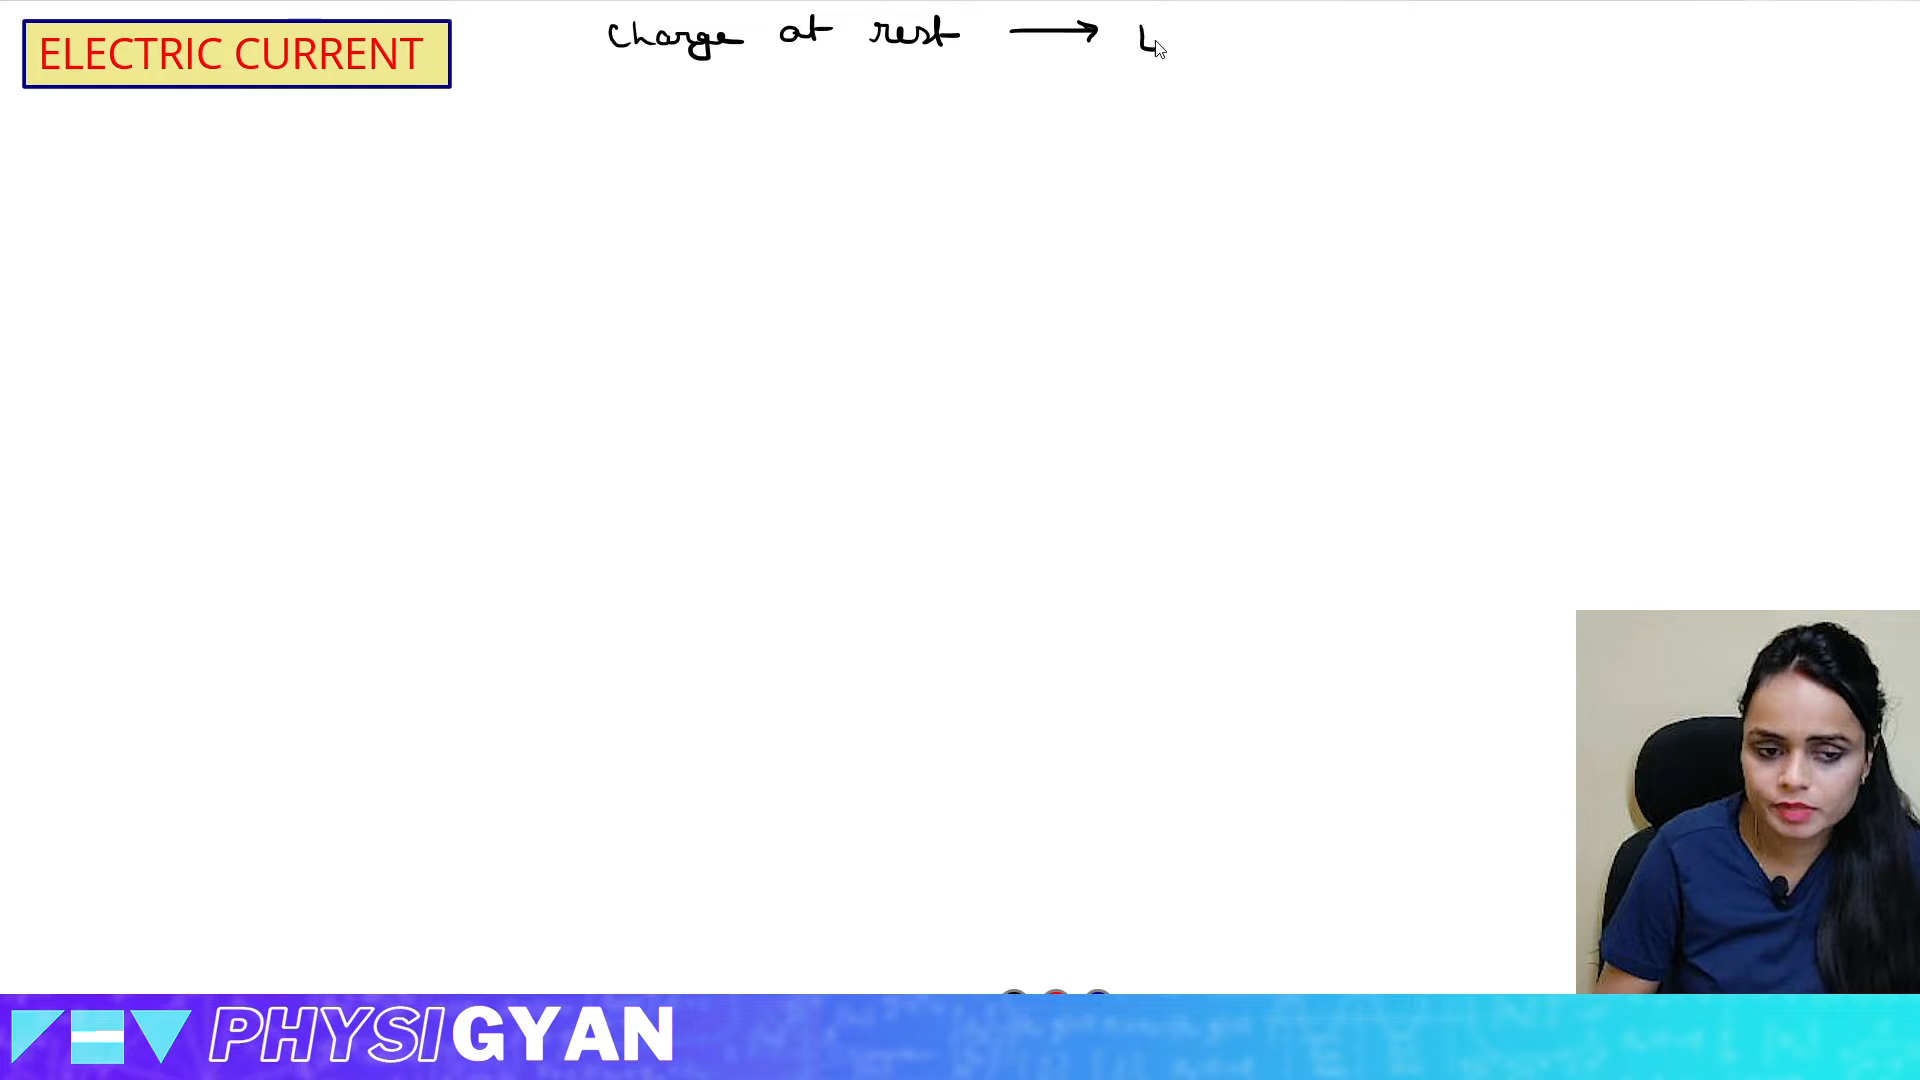 ELECTRIC CURRENT
Charge at rest ⟶
PHYSIGYAN